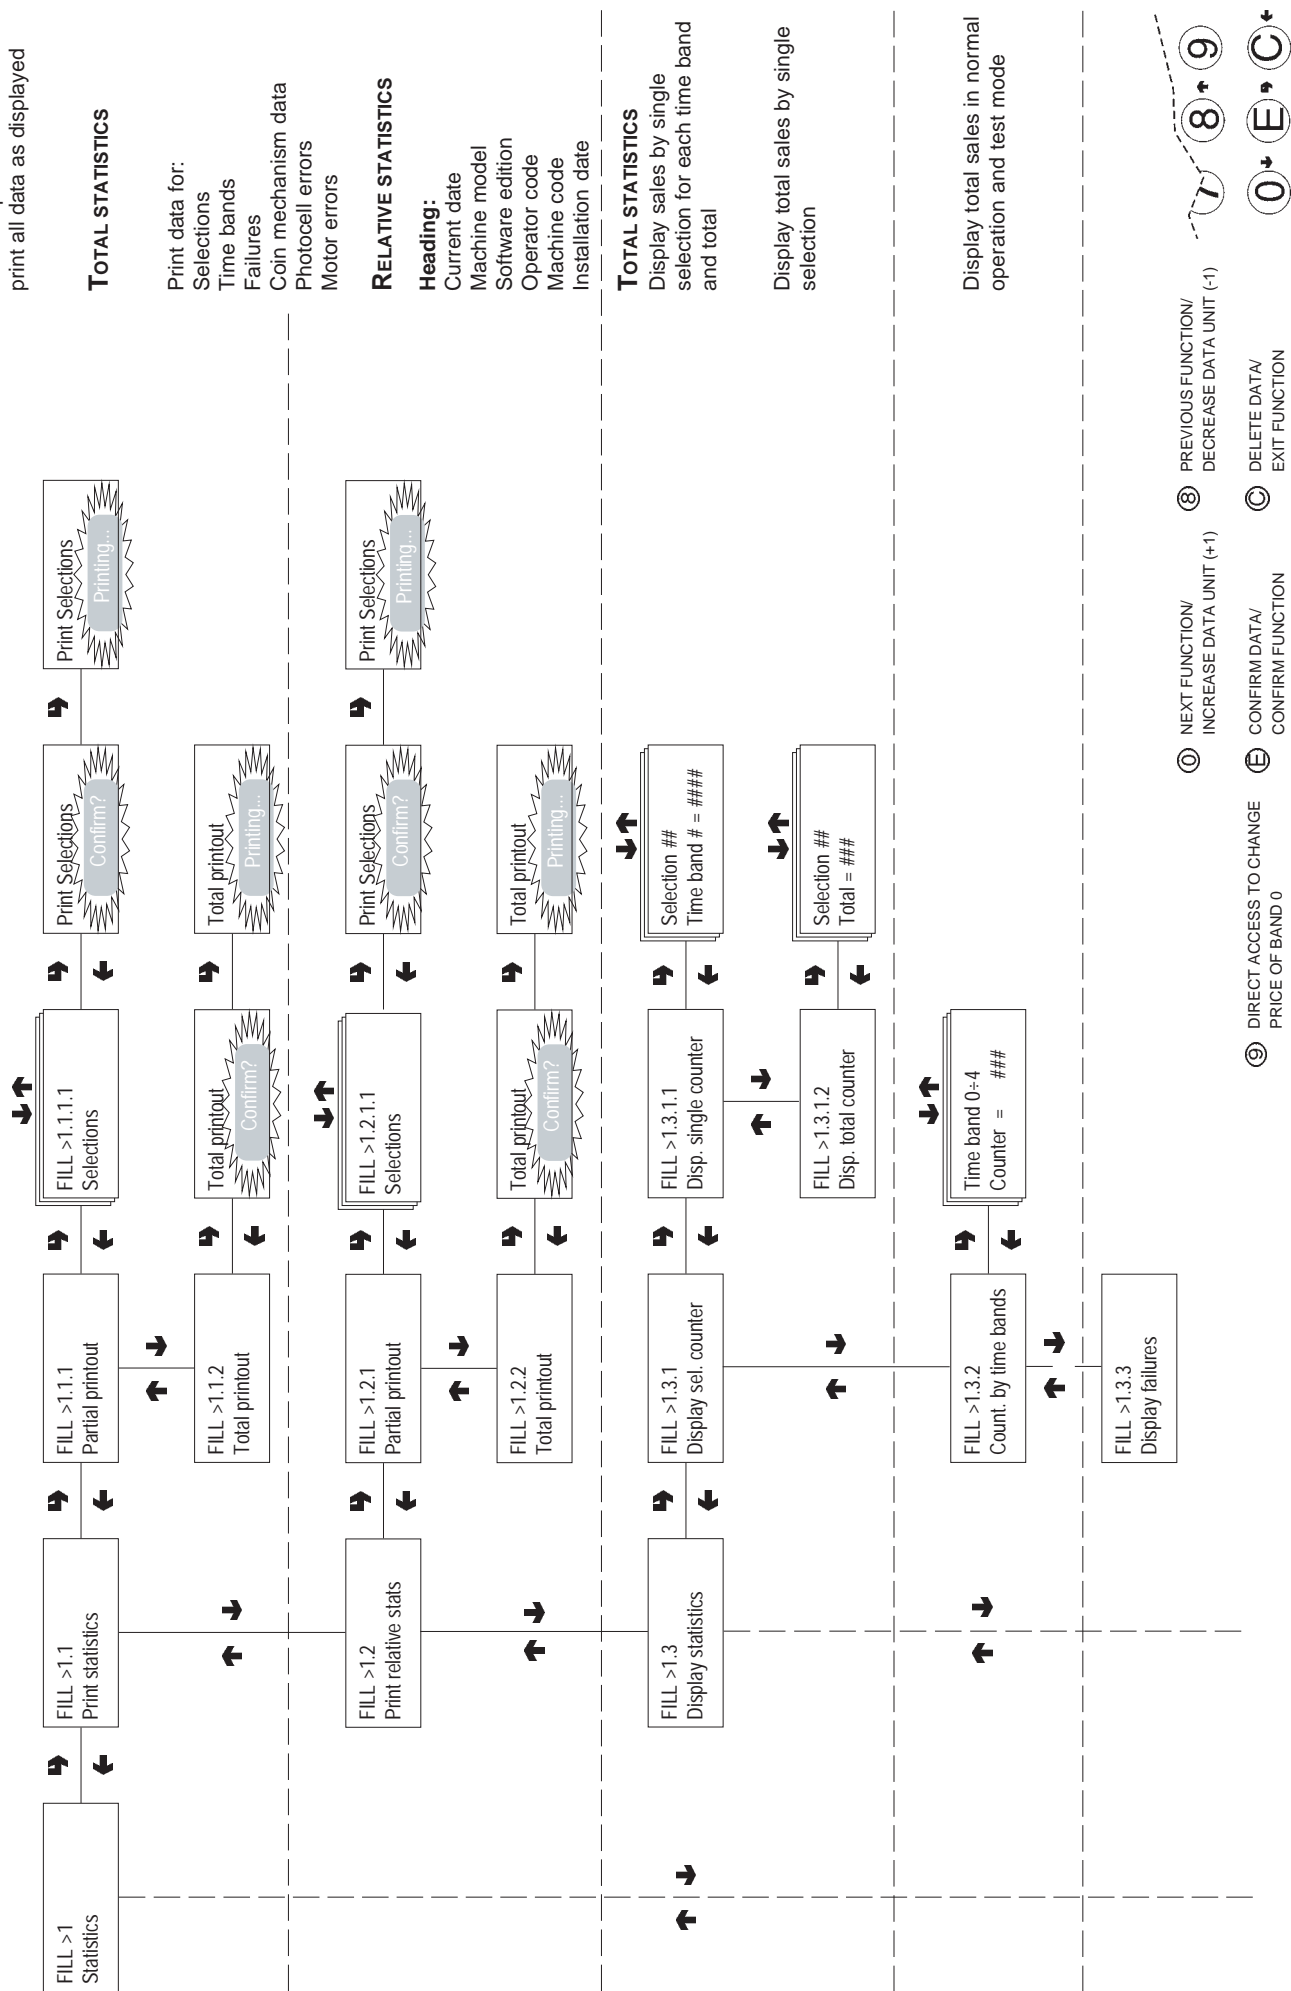 print all data as displayed
FILL >1
Statistics
FILL >1.1
Print statistics
FILL >1.1.1
Partial printout
FILL >1.1.1.1
Selections
Print Selections
Confirm?
Print Selections
Printing...
TOTAL STATISTICS
FILL >1.1.2
Total printout
Total printout
Confirm?
Total printout
Printing...
Print data for:
Selections
Time bands
Failures
Coin mechanism data
Photocell errors
Motor errors
FILL >1.2
Print relative stats
FILL >1.2.1
Partial printout
FILL >1.2.1.1
Selections
Print Selections
Confirm?
Print Selections
Printing...
RELATIVE STATISTICS
Heading:
Current date
Machine model
Software edition
Operator code
Machine code
Installation date
FILL >1.2.2
Total printout
Total printout
Confirm?
Total printout
Printing...
FILL >1.3
Display statistics
FILL >1.3.1
Display sel. counter
FILL >1.3.1.1
Disp. single counter
Selection ##
Time band # = ####
TOTAL STATISTICS
Display sales by single
selection for each time band
and total
FILL >1.3.1.2
Disp. total counter
Selection ##
Total = ###
Display total sales by single
selection
FILL >1.3.2
Count. by time bands
Time band 0÷4
Counter = ###
Display total sales in normal
operation and test mode
FILL >1.3.3
Display failures
0 NEXT FUNCTION/
INCREASE DATA UNIT (+1)
8 PREVIOUS FUNCTION/
DECREASE DATA UNIT (-1)
7 8 9
9 DIRECT ACCESS TO CHANGE
PRICE OF BAND 0
E CONFIRM DATA/
CONFIRM FUNCTION
C DELETE DATA/
EXIT FUNCTION
0 E C